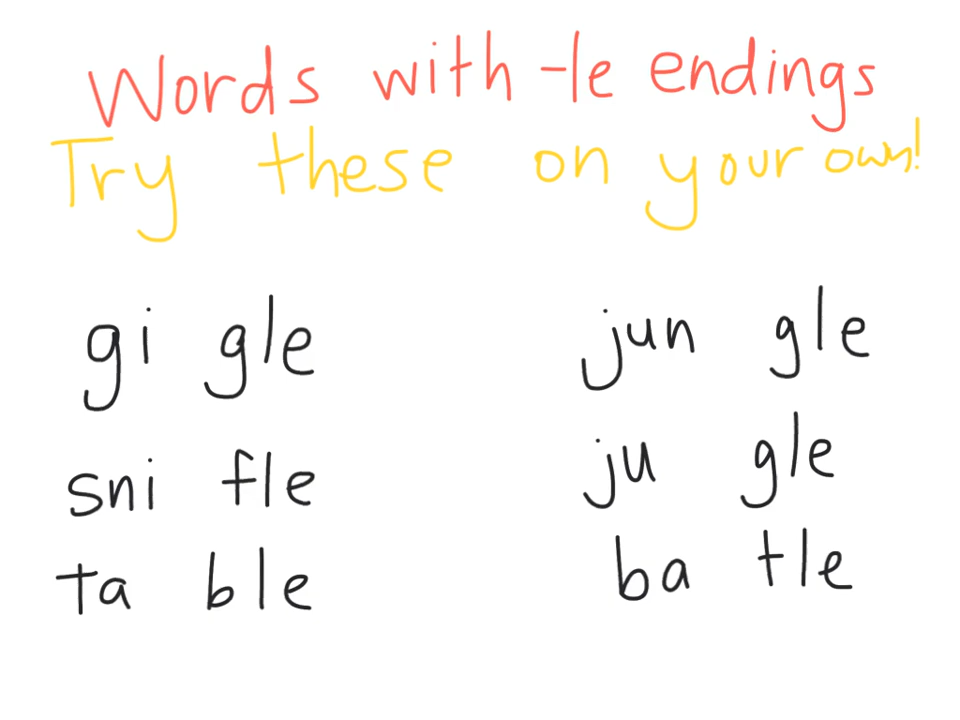 Words with -le endings
Try these on your own!
gi gle
jun gle
sni fle
ju gle
ta ble
ba tle